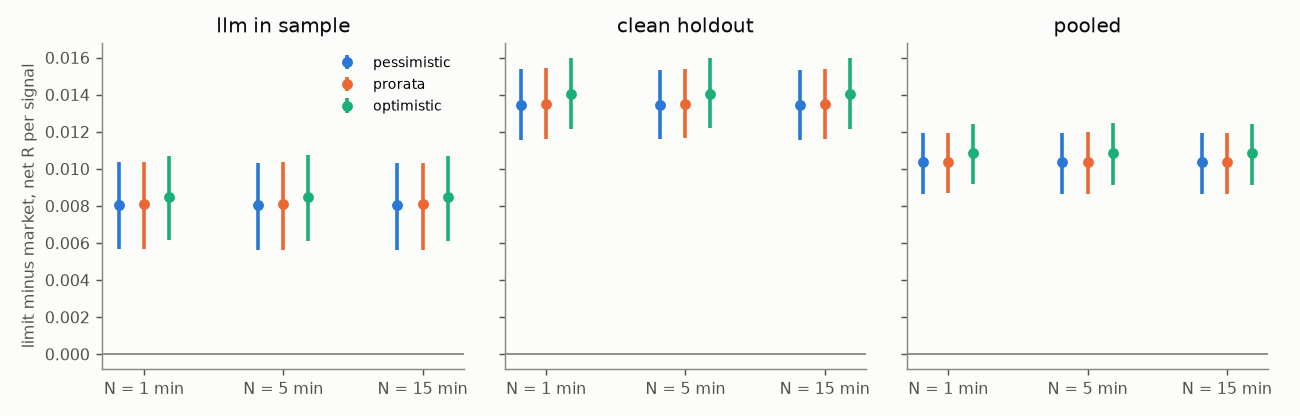 llm in sample
clean holdout
pooled
limit minus market, net R per signal
0.016
0.014
0.012
0.010
0.008
0.006
0.004
0.002
0.000
pessimistic
prorata
optimistic
N = 1 min
N = 5 min
N = 15 min
N = 1 min
N = 5 min
N = 15 min
N = 1 min
N = 5 min
N = 15 min